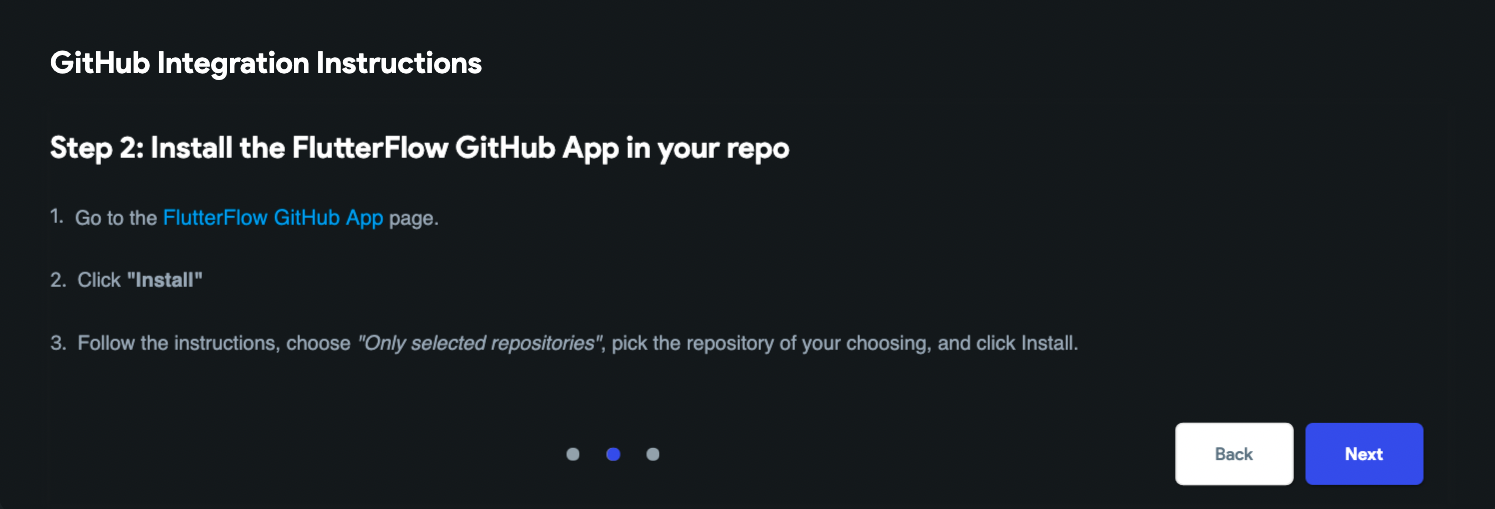 GitHub Integration Instructions
Step 2: Install the FlutterFlow GitHub App in your repo
1. Go to the FlutterFlow GitHub App page.
2. Click "Install"
3. Follow the instructions, choose "Only selected repositories", pick the repository of your choosing, and click Install.
Back
Next